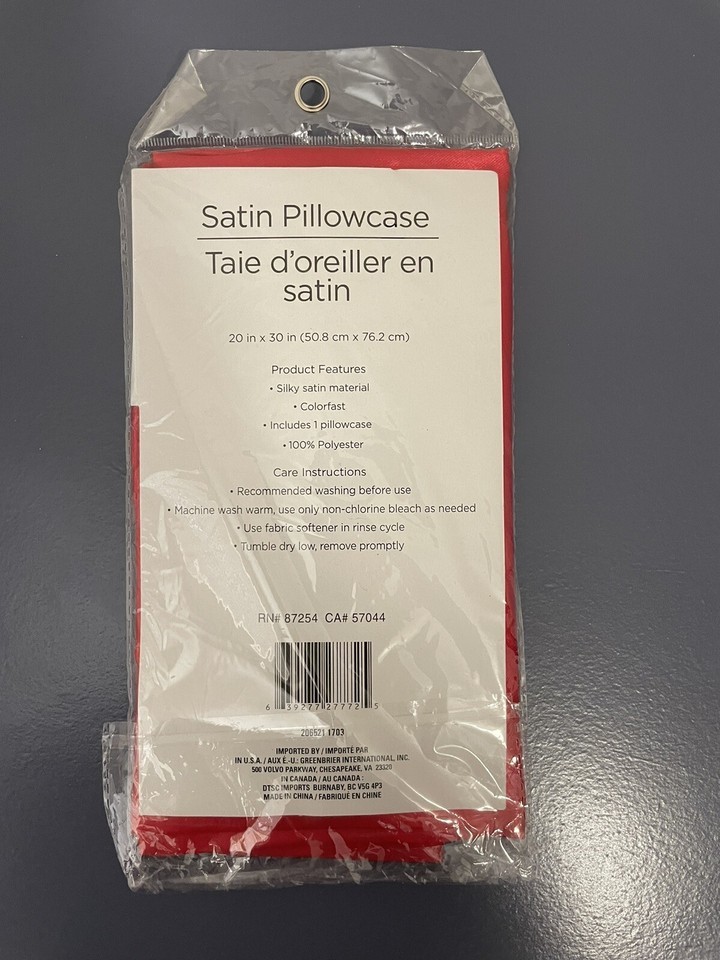 Satin Pillowcase
Taie d'oreiller en
satin
20 in x 30 in (50.8 cm x 76.2 cm)
Product Features
• Silky satin material
• Colorfast
• Includes 1 pillowcase
• 100% Polyester
Care Instructions
• Recommended washing before use
• Machine wash warm, use only non-chlorine bleach as needed
• Use fabric softener in rinse cycle
• Tumble dry low, remove promptly
RN# 87254 CA# 57044
6 39277 27772 5
206521 1703
IMPORTED BY / IMPORTÉ PAR
IN U.S.A. / AUX É.-U.: GREENBRIER INTERNATIONAL, INC.
500 VOLVO PARKWAY, CHESAPEAKE, VA 23320
IN CANADA / AU CANADA :
DTSC IMPORTS BURNABY, BC V5G 4P3
MADE IN CHINA / FABRIQUÉ EN CHINE